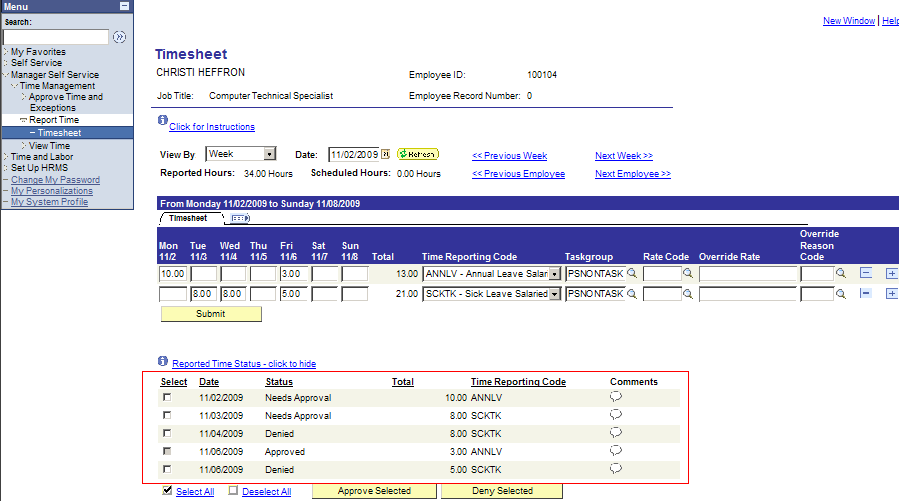 Menu
Search:
My Favorites
Self Service
Manager Self Service
Time Management
Approve Time and
Exceptions
Report Time
Timesheet
View Time
Time and Labor
Set Up HRMS
Change My Password
My Personalizations
My System Profile
New Window | Help
Timesheet
CHRISTI HEFFRON
Employee ID: 100104
Job Title: Computer Technical Specialist
Employee Record Number: 0
Click for Instructions
View By Week Date: 11/02/2009 Refresh << Previous Week Next Week >>
Reported Hours: 34.00 Hours Scheduled Hours: 0.00 Hours << Previous Employee Next Employee >>
From Monday 11/02/2009 to Sunday 11/08/2009
Timesheet
Mon 11/2 Tue 11/3 Wed 11/4 Thu 11/5 Fri 11/6 Sat 11/7 Sun 11/8 Total Time Reporting Code Taskgroup Rate Code Override Rate Override Reason Code
10.00 3.00 13.00 ANNLV - Annual Leave Salar PSNONTASK
8.00 8.00 5.00 21.00 SCKTK - Sick Leave Salaried PSNONTASK
Submit
Reported Time Status - click to hide
Select Date Status Total Time Reporting Code Comments
11/02/2009 Needs Approval 10.00 ANNLV
11/03/2009 Needs Approval 8.00 SCKTK
11/04/2009 Denied 8.00 SCKTK
11/06/2009 Approved 3.00 ANNLV
11/06/2009 Denied 5.00 SCKTK
Select All Deselect All Approve Selected Deny Selected